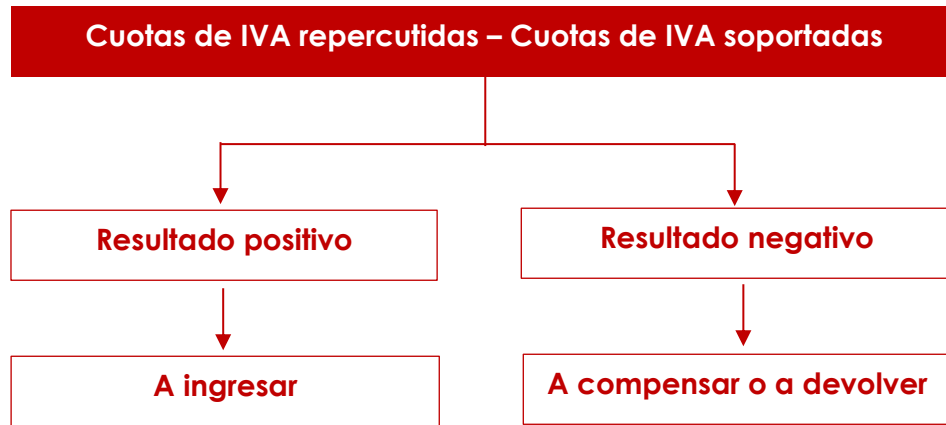 Cuotas de IVA repercutidas – Cuotas de IVA soportadas
Resultado positivo
Resultado negativo
A ingresar
A compensar o a devolver